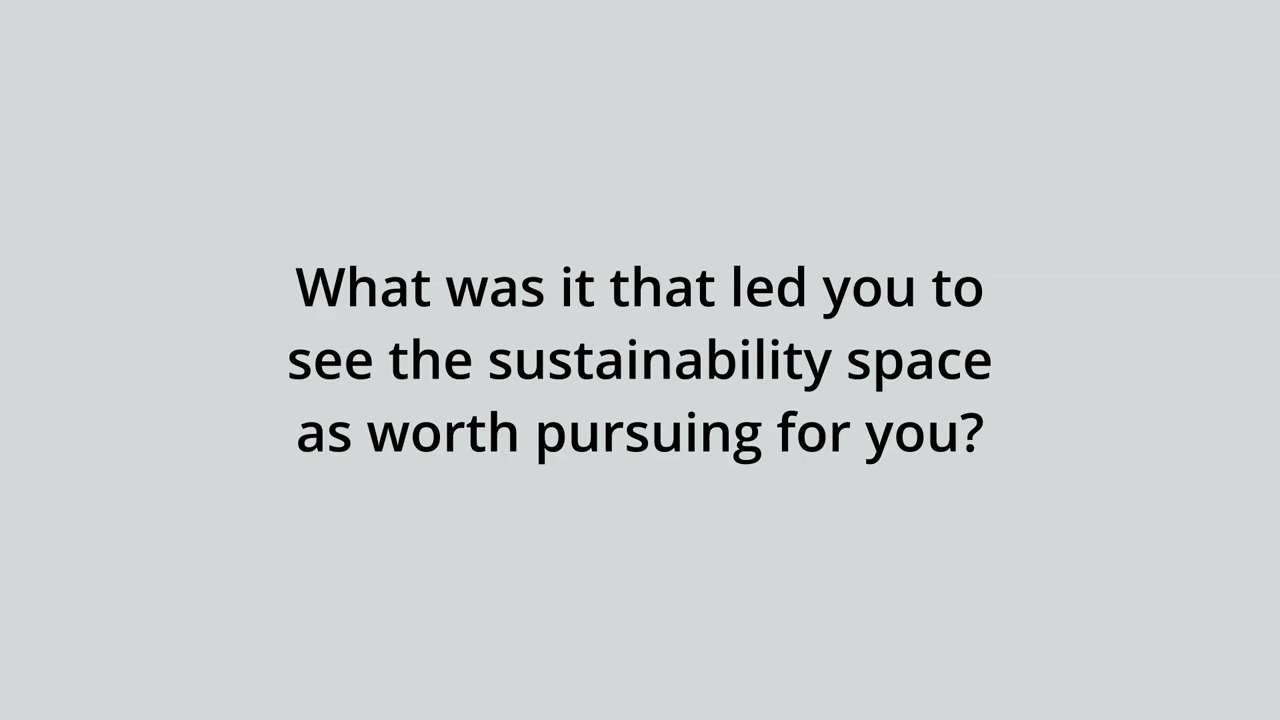 What was it that led you to
see the sustainability space
as worth pursuing for you?